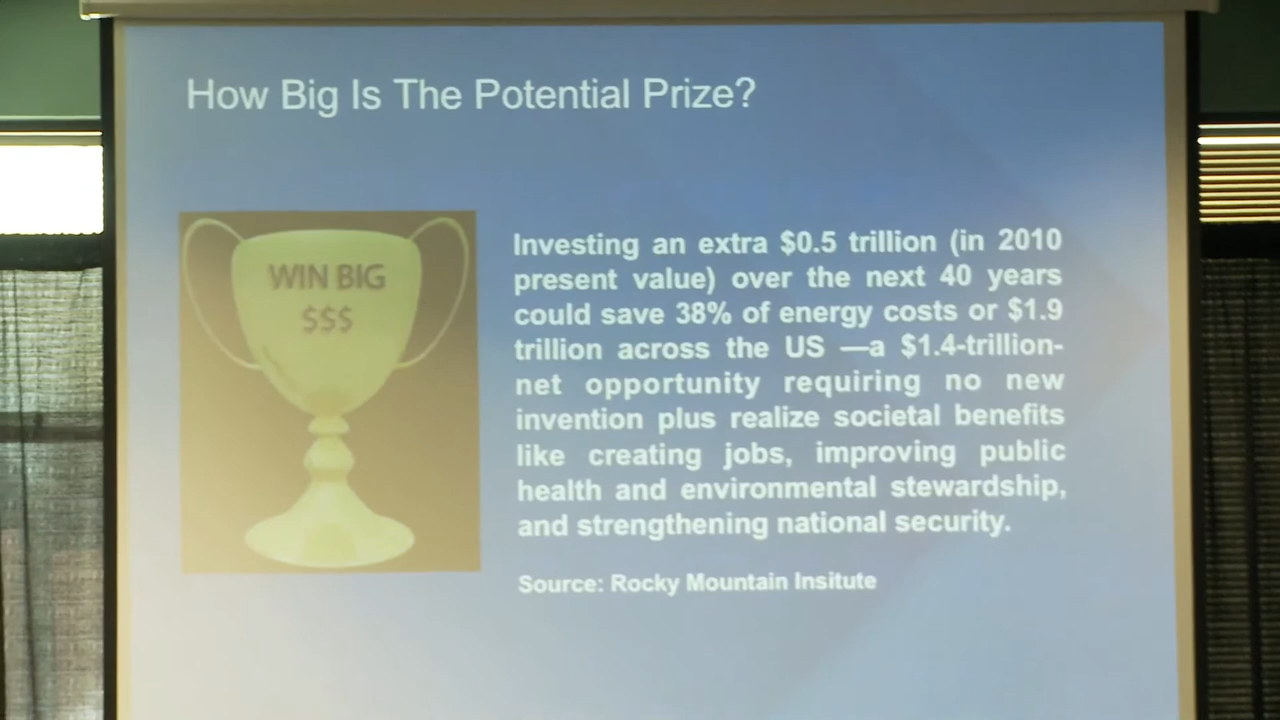 How Big Is The Potential Prize?
WIN BIG
$$$
Investing an extra $0.5 trillion (in 2010
present value) over the next 40 years
could save 38% of energy costs or $1.9
trillion across the US —a $1.4-trillion-
net opportunity requiring no new
invention plus realize societal benefits
like creating jobs, improving public
health and environmental stewardship,
and strengthening national security.
Source: Rocky Mountain Insitute